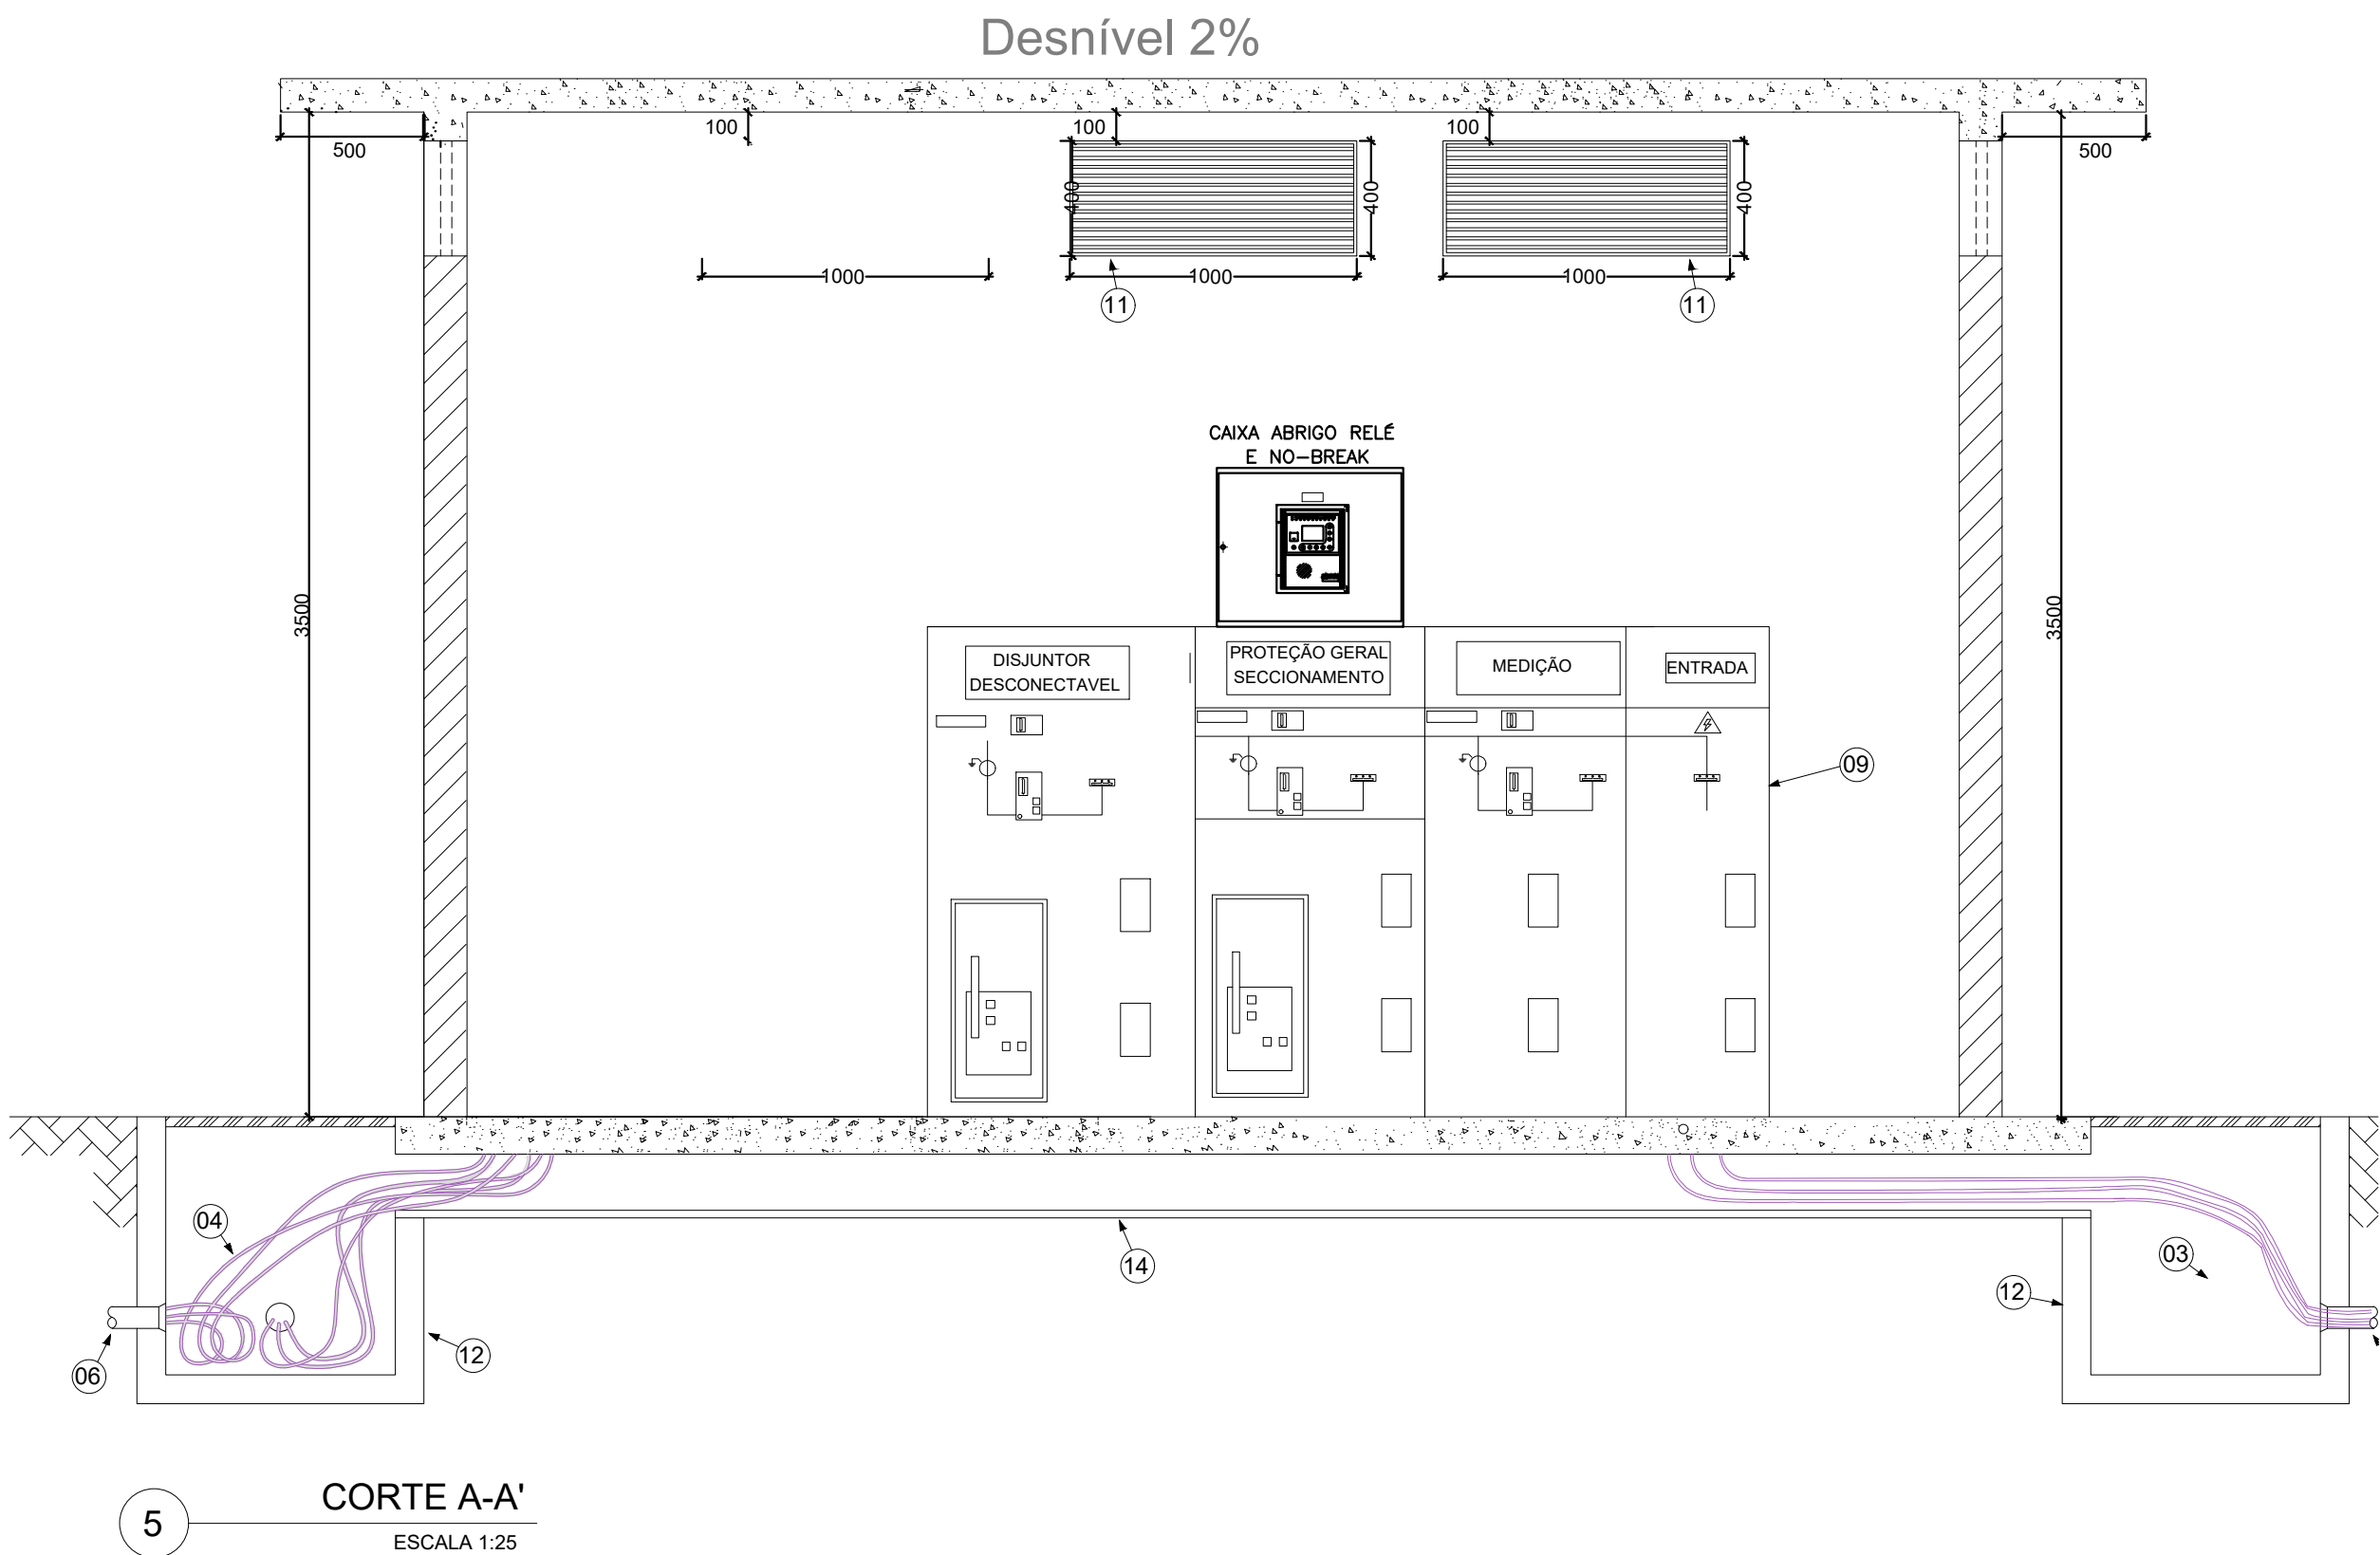 Desnível 2%
100
100
100
500
500
400
400
400
1000
1000
1000
11
11
CAIXA ABRIGO RELÉ
E NO-BREAK
3500
3500
DISJUNTOR
DESCONECTAVEL
PROTEÇÃO GERAL
SECCIONAMENTO
MEDIÇÃO
ENTRADA
09
04
14
03
12
12
06
5
CORTE A-A'
ESCALA 1:25